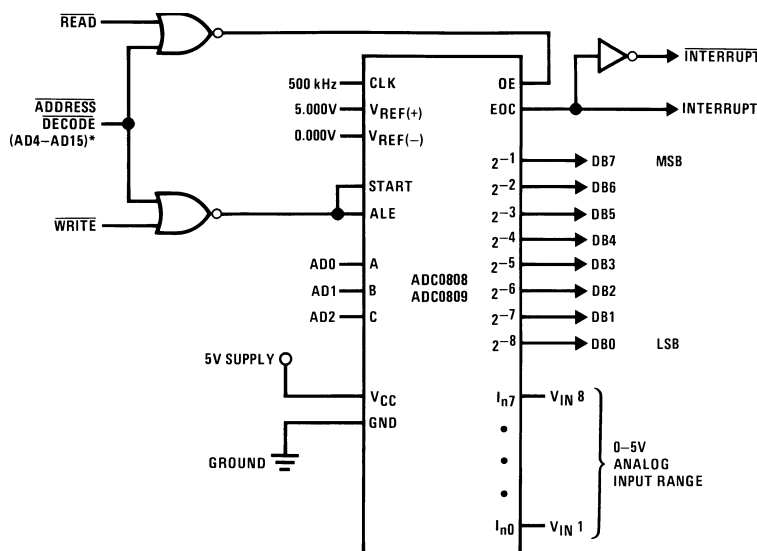 READ
ADDRESS
DECODE
(AD4–AD15)*
WRITE
500 kHz
CLK
5.000V
VREF(+)
0.000V
VREF(−)
START
ALE
AD0
A
AD1
B
AD2
C
5V SUPPLY
VCC
GND
GROUND
ADC0808
ADC0809
OE
EOC
INTERRUPT
INTERRUPT
2−1 DB7 MSB
2−2 DB6
2−3 DB5
2−4 DB4
2−5 DB3
2−6 DB2
2−7 DB1
2−8 DB0 LSB
In7 VIN 8
In0 VIN 1
0–5V
ANALOG
INPUT RANGE